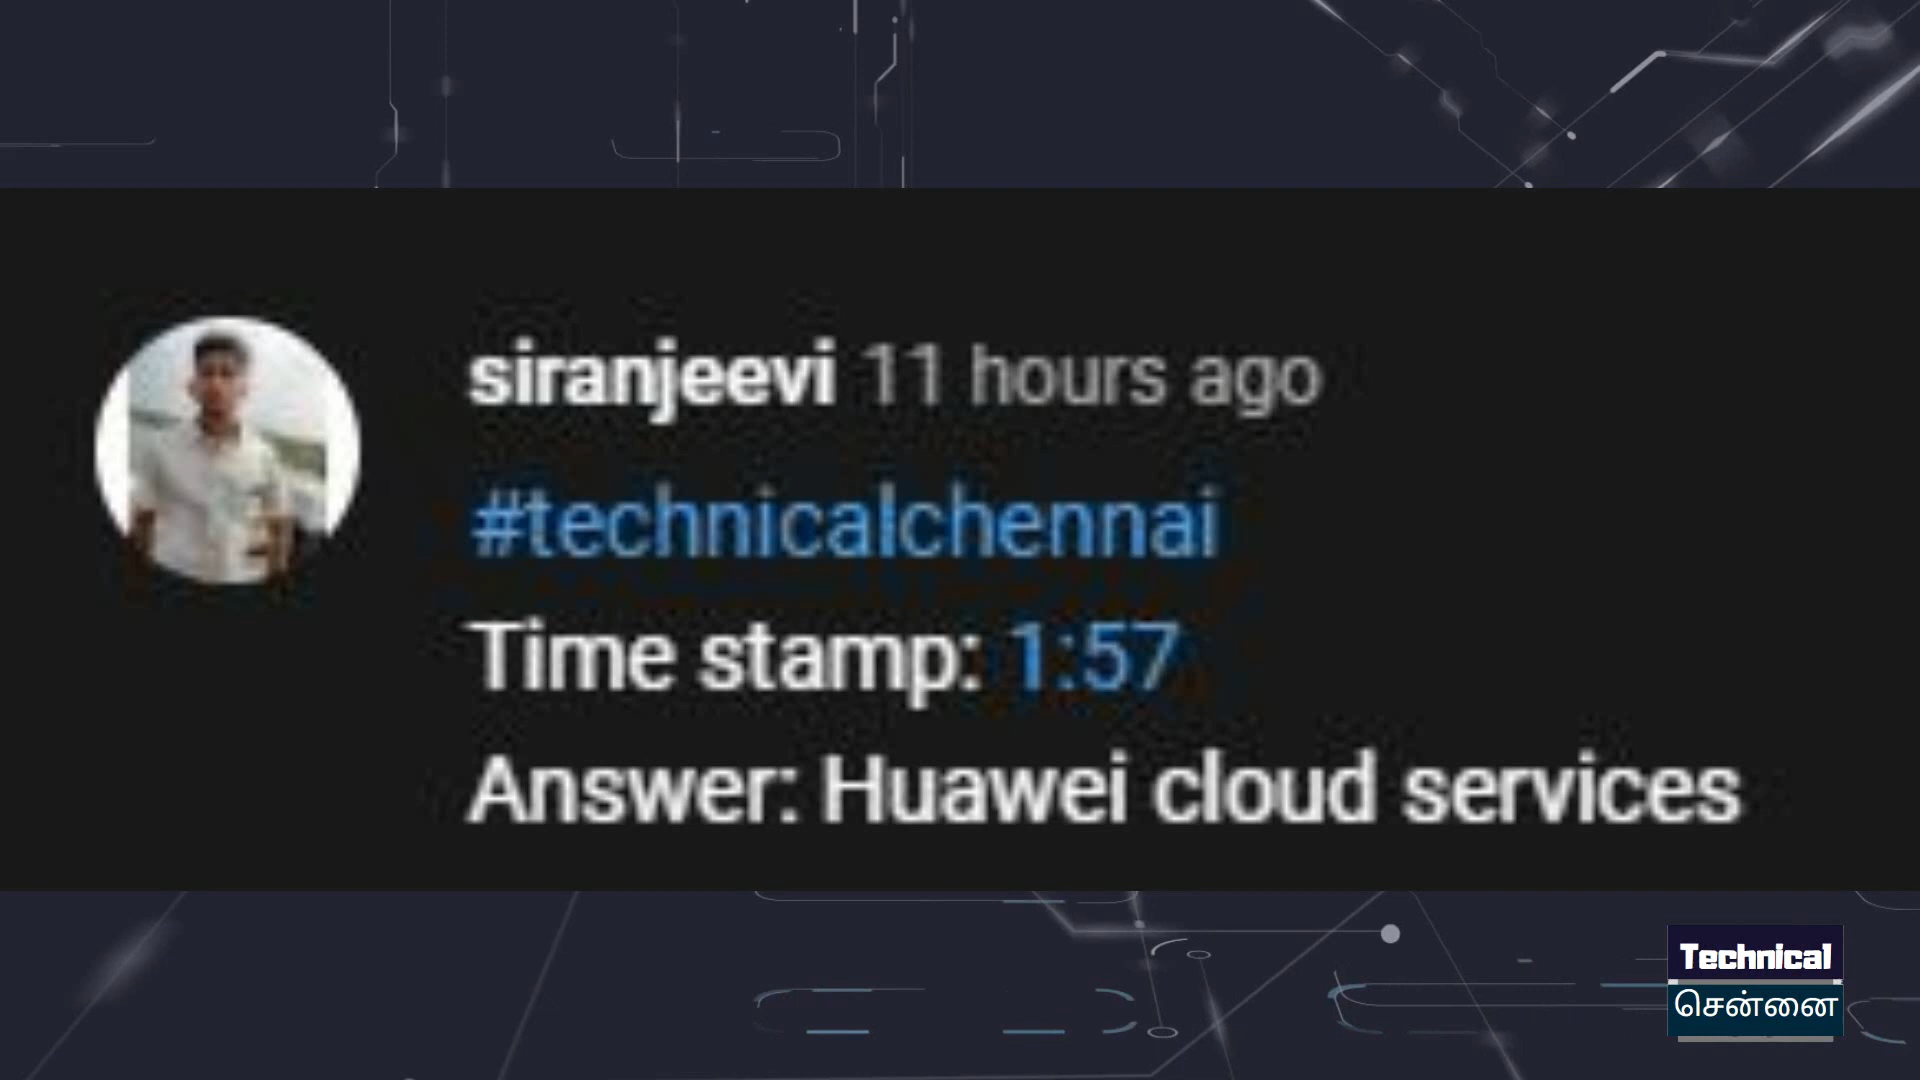 siranjeevi 11 hours ago
#technicalchennai
Time stamp: 1:57
Answer: Huawei cloud services
Technical
சென்னை